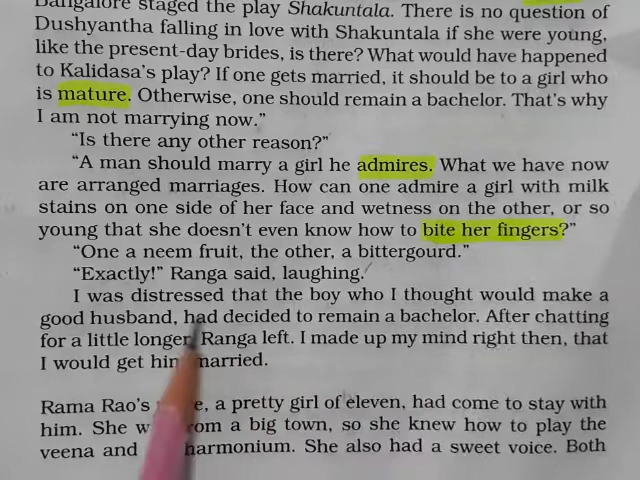 Bangalore staged the play Shakuntala. There is no question of
Dushyantha falling in love with Shakuntala if she were young,
like the present-day brides, is there? What would have happened
to Kalidasa's play? If one gets married, it should be to a girl who
is mature. Otherwise, one should remain a bachelor. That's why
I am not marrying now."
"Is there any other reason?"
"A man should marry a girl he admires. What we have now
are arranged marriages. How can one admire a girl with milk
stains on one side of her face and wetness on the other, or so
young that she doesn't even know how to bite her fingers?"
"One a neem fruit, the other, a bittergourd."
"Exactly!" Ranga said, laughing.
I was distressed that the boy who I thought would make a
good husband, had decided to remain a bachelor. After chatting
for a little longer, Ranga left. I made up my mind right then, that
I would get him married.
Rama Rao's a pretty girl of eleven, had come to stay with
him. She from a big town, so she knew how to play the
veena and harmonium. She also had a sweet voice. Both